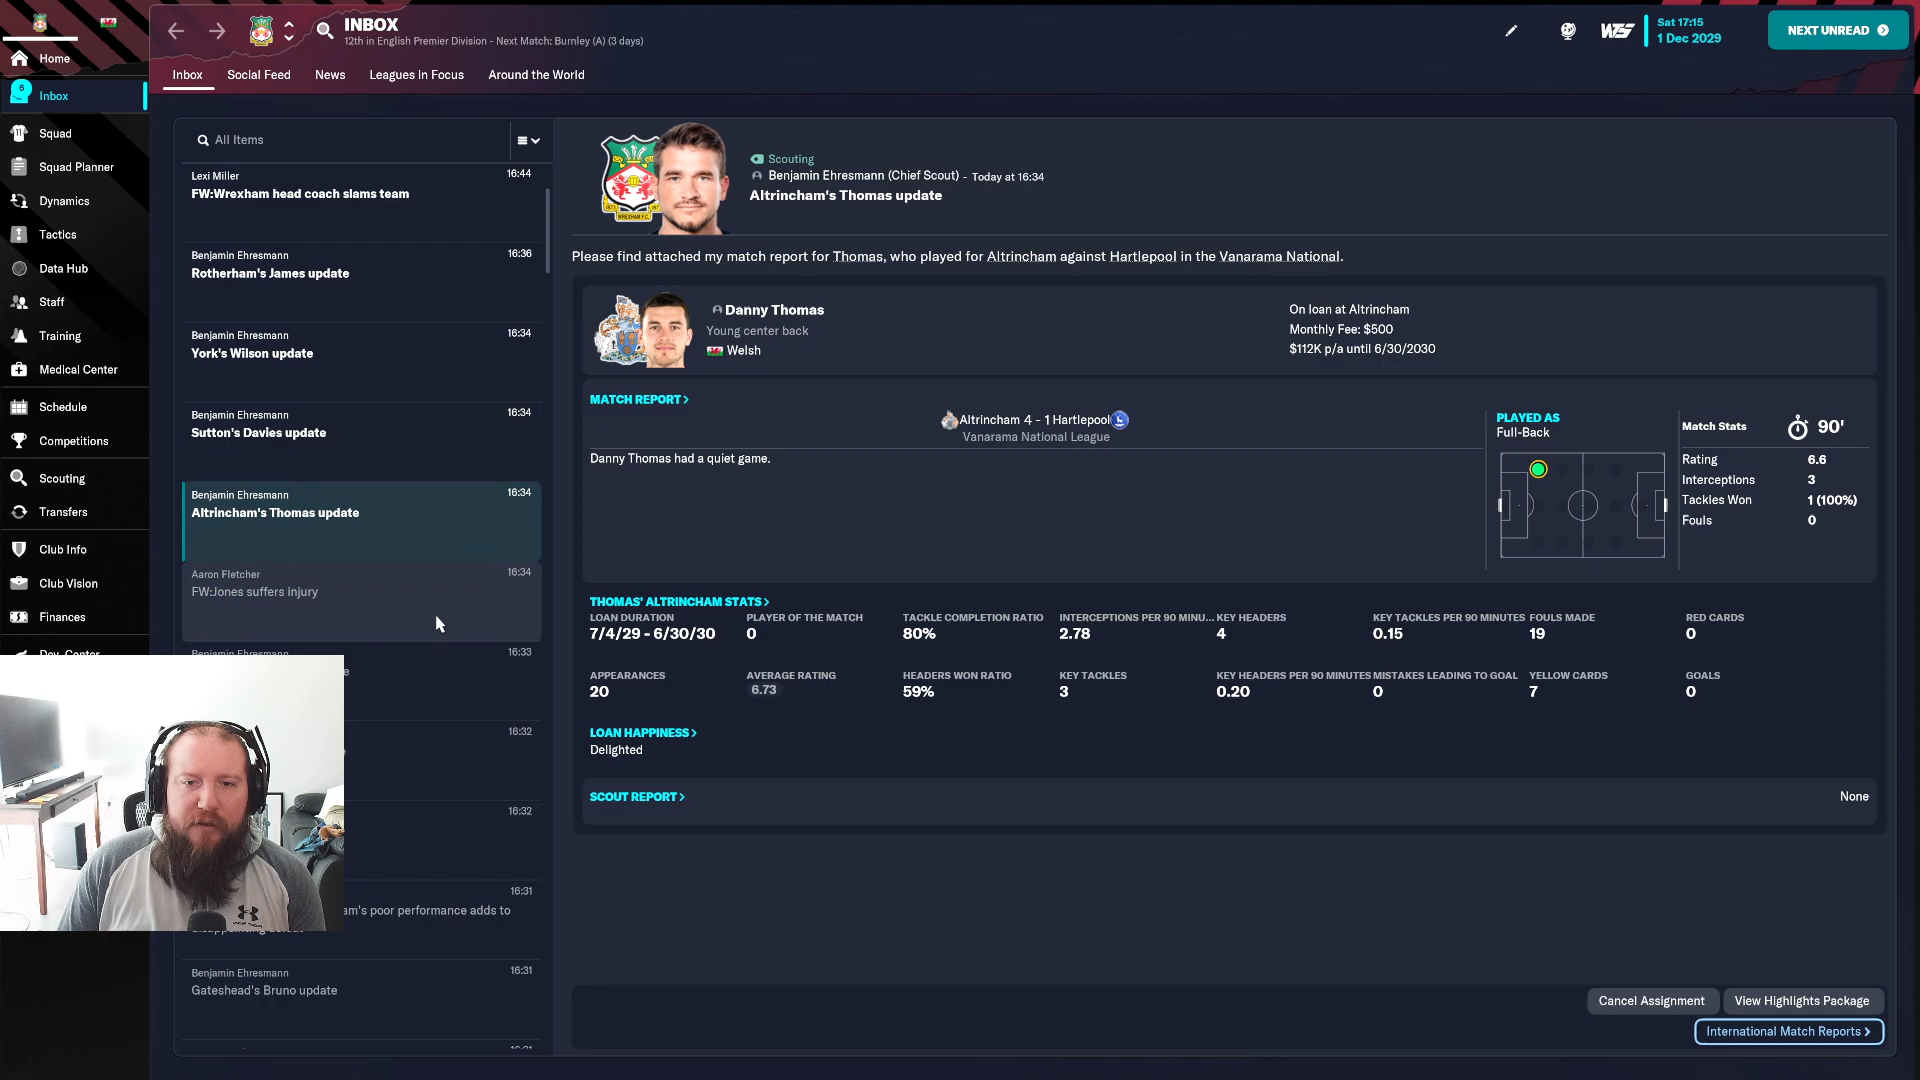 INBOX
12th in English Premier Division - Next Match: Burnley (A) (3 days)
Sat 17:15
1 Dec 2029
NEXT UNREAD
Home
6
Inbox
Squad
Squad Planner
Dynamics
Tactics
Data Hub
Staff
Training
Medical Center
Schedule
Competitions
Scouting
Transfers
Club Info
Club Vision
Finances
Dev. Center
Inbox Social Feed News Leagues in Focus Around the World
All Items
Lexi Miller 16:44
FW:Wrexham head coach slams team
Benjamin Ehresmann 16:36
Rotherham's James update
Benjamin Ehresmann 16:34
York's Wilson update
Benjamin Ehresmann 16:34
Sutton's Davies update
Benjamin Ehresmann 16:34
Altrincham's Thomas update
Aaron Fletcher 16:34
FW:Jones suffers injury
Benjamin Ehresmann 16:33
16:32
16:32
16:31
am's poor performance adds to
Benjamin Ehresmann 16:31
Gateshead's Bruno update
16:31
WREXHAM F.C.
Scouting
Benjamin Ehresmann (Chief Scout) - Today at 16:34
Altrincham's Thomas update
Please find attached my match report for Thomas, who played for Altrincham against Hartlepool in the Vanarama National.
Danny Thomas
Young center back
Welsh
On loan at Altrincham
Monthly Fee: $500
$112K p/a until 6/30/2030
MATCH REPORT >
Altrincham 4 - 1 Hartlepool
Vanarama National League
Danny Thomas had a quiet game.
PLAYED AS
Full-Back
Match Stats 90'
Rating 6.6
Interceptions 3
Tackles Won 1 (100%)
Fouls 0
THOMAS' ALTRINCHAM STATS >
LOAN DURATION PLAYER OF THE MATCH TACKLE COMPLETION RATIO INTERCEPTIONS PER 90 MINU... KEY HEADERS KEY TACKLES PER 90 MINUTES FOULS MADE RED CARDS
7/4/29 - 6/30/30 0 80% 2.78 4 0.15 19 0
APPEARANCES AVERAGE RATING HEADERS WON RATIO KEY TACKLES KEY HEADERS PER 90 MINUTES MISTAKES LEADING TO GOAL YELLOW CARDS GOALS
20 6.73 59% 3 0.20 0 7 0
LOAN HAPPINESS >
Delighted
SCOUT REPORT > None
Cancel Assignment View Highlights Package
International Match Reports >